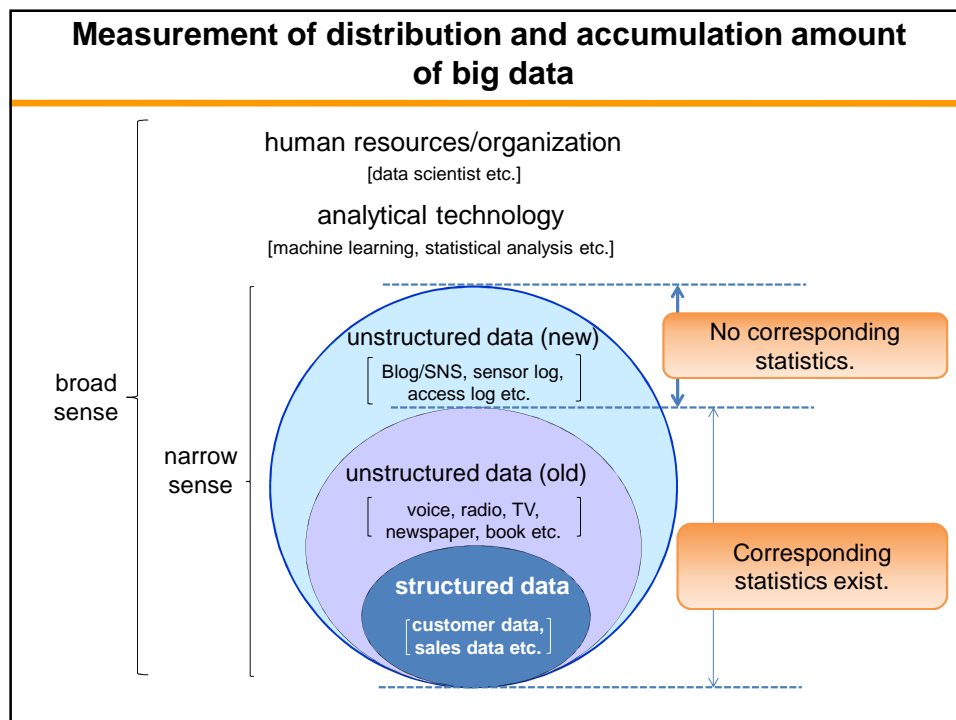 Measurement of distribution and accumulation amount
of big data
human resources/organization
[data scientist etc.]
analytical technology
[machine learning, statistical analysis etc.]
broad
sense
narrow
sense
unstructured data (new)
Blog/SNS, sensor log,
access log etc.
No corresponding
statistics.
unstructured data (old)
voice, radio, TV,
newspaper, book etc.
Corresponding
statistics exist.
structured data
customer data,
sales data etc.